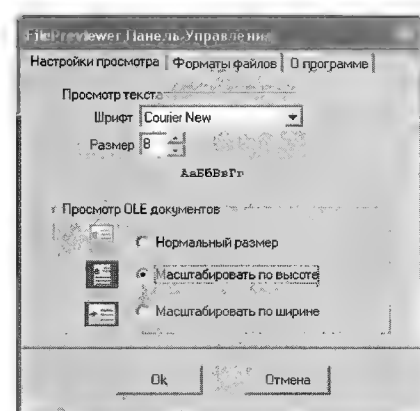 FilePreviewer Панель Управления
Настройки просмотра Форматы файлов О программе
Просмотр текста
Шрифт Courier New
Размер 8
АаБбВвГг
Просмотр OLE документов
Нормальный размер
Масштабировать по высоте
Масштабировать по ширине
Ok Отмена